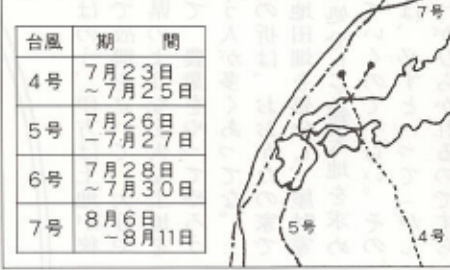 台風 期間
4号 7月23日
～7月25日
5号 7月26日
－7月27日
6号 7月28日
～7月30日
7号 8月6日
～8月11日
7号
5号
4号